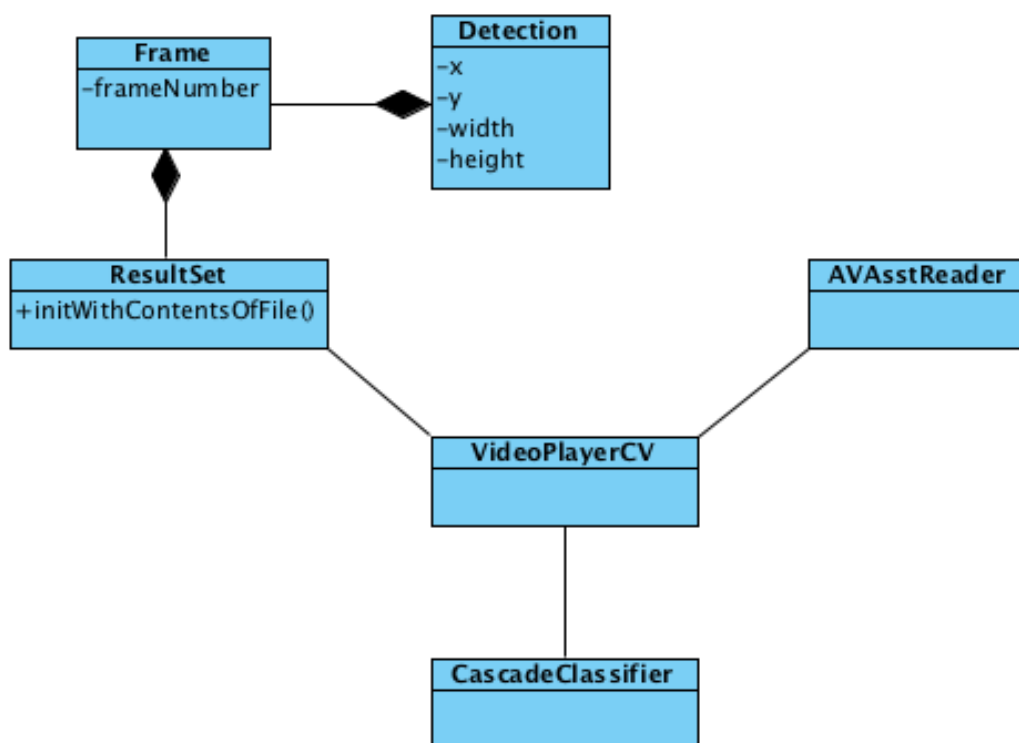 Frame
-frameNumber
Detection
-x
-y
-width
-height
ResultSet
+initWithContentsOfFile()
AVAsstReader
VideoPlayerCV
CascadeClassifier